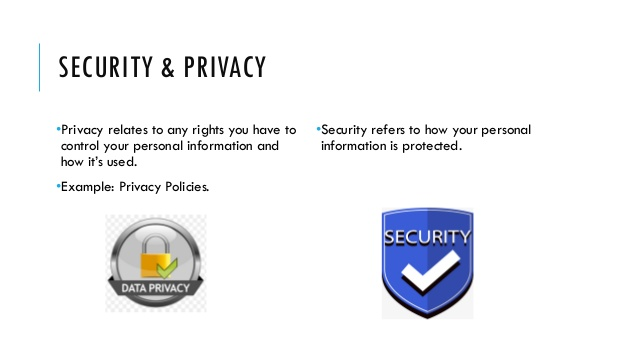 SECURITY & PRIVACY
•Privacy relates to any rights you have to
control your personal information and
how it's used.
•Example: Privacy Policies.
DATA PRIVACY
•Security refers to how your personal
information is protected.
SECURITY